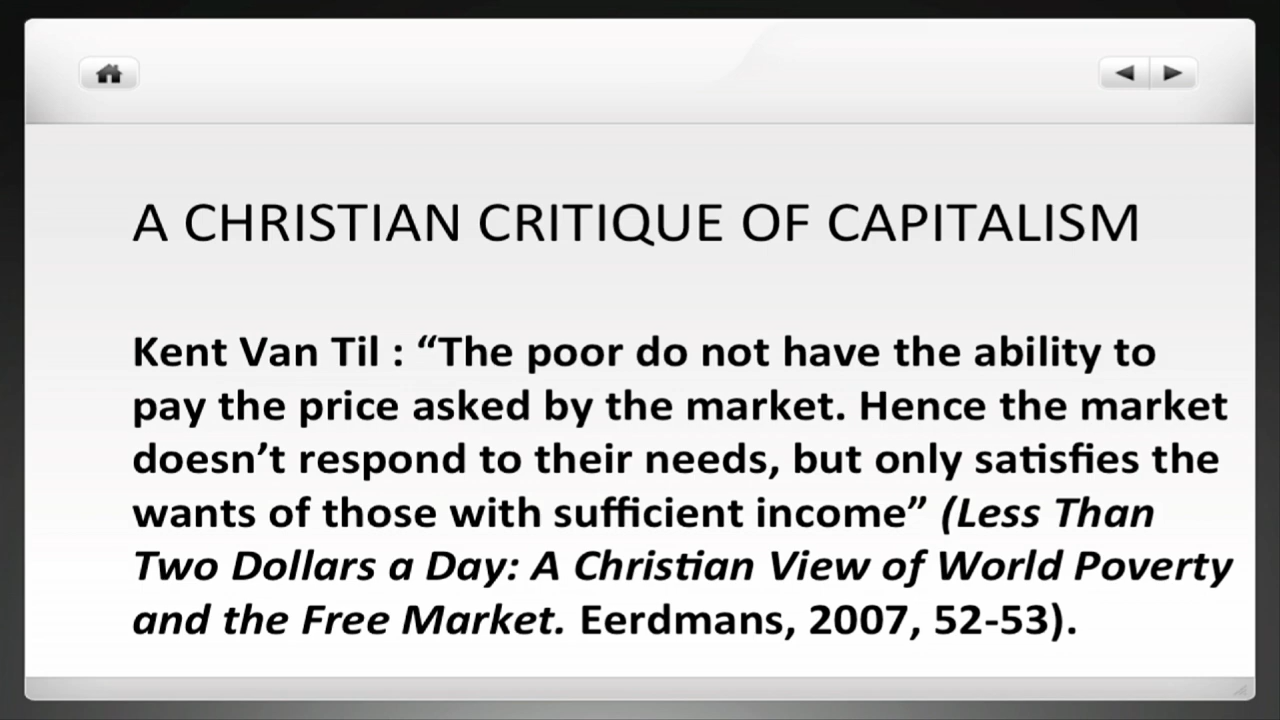 A CHRISTIAN CRITIQUE OF CAPITALISM
Kent Van Til : “The poor do not have the ability to
pay the price asked by the market. Hence the market
doesn’t respond to their needs, but only satisfies the
wants of those with sufficient income” (Less Than
Two Dollars a Day: A Christian View of World Poverty
and the Free Market. Eerdmans, 2007, 52-53).